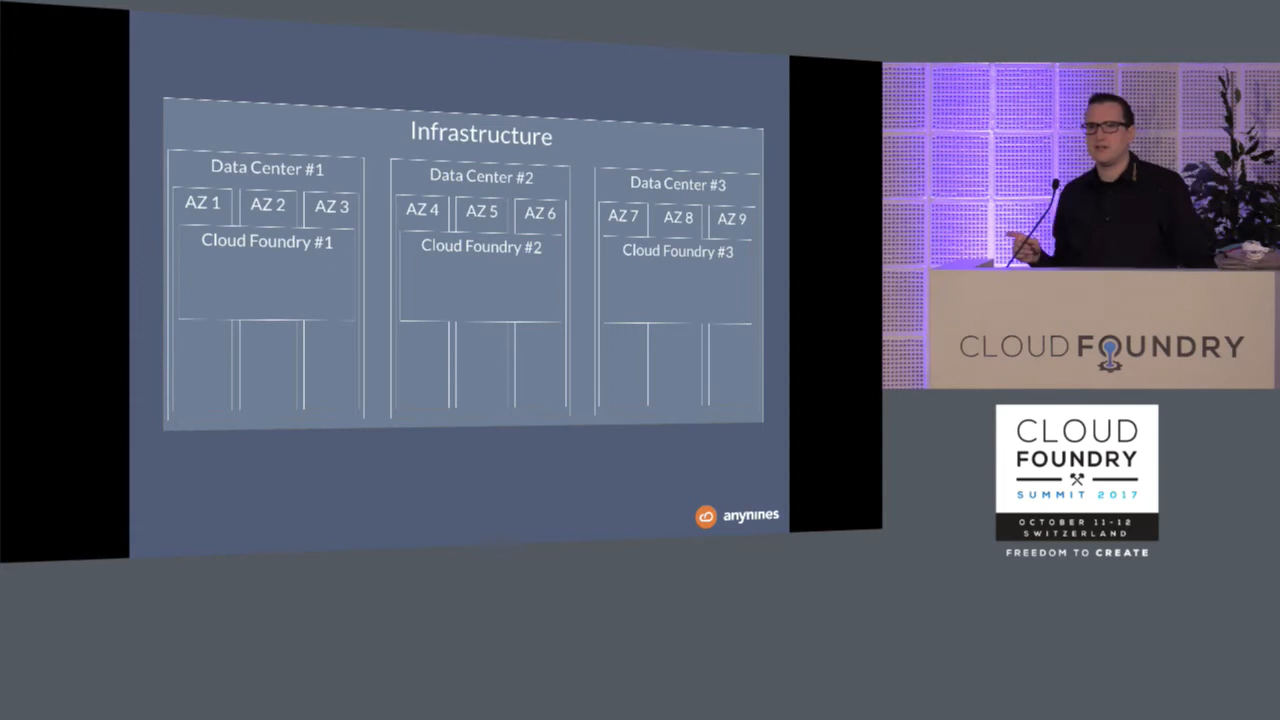 Infrastructure
Data Center #1
Data Center #2
Data Center #3
AZ 1
AZ 2
AZ 3
AZ 4
AZ 5
AZ 6
AZ 7
AZ 8
AZ 9
Cloud Foundry #1
Cloud Foundry #2
Cloud Foundry #3
anynines
CLOUD FOUNDRY
CLOUD
FOUNDRY
SUMMIT 2017
OCTOBER 11-12
SWITZERLAND
FREEDOM TO CREATE